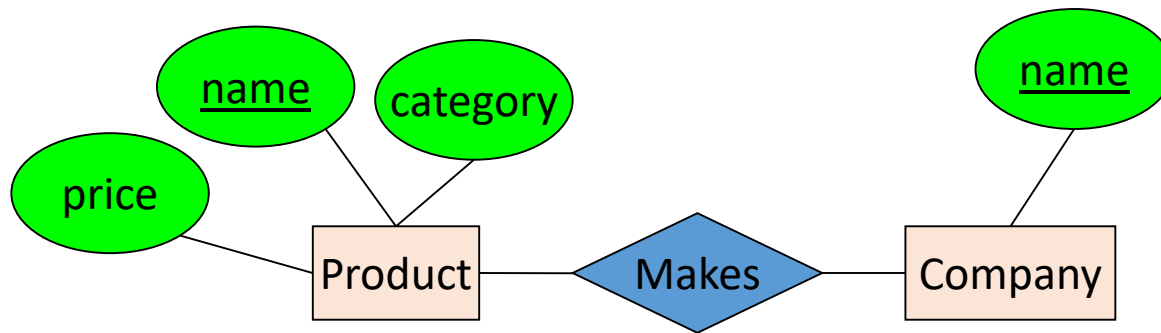 name
name
category
price
Product
Makes
Company